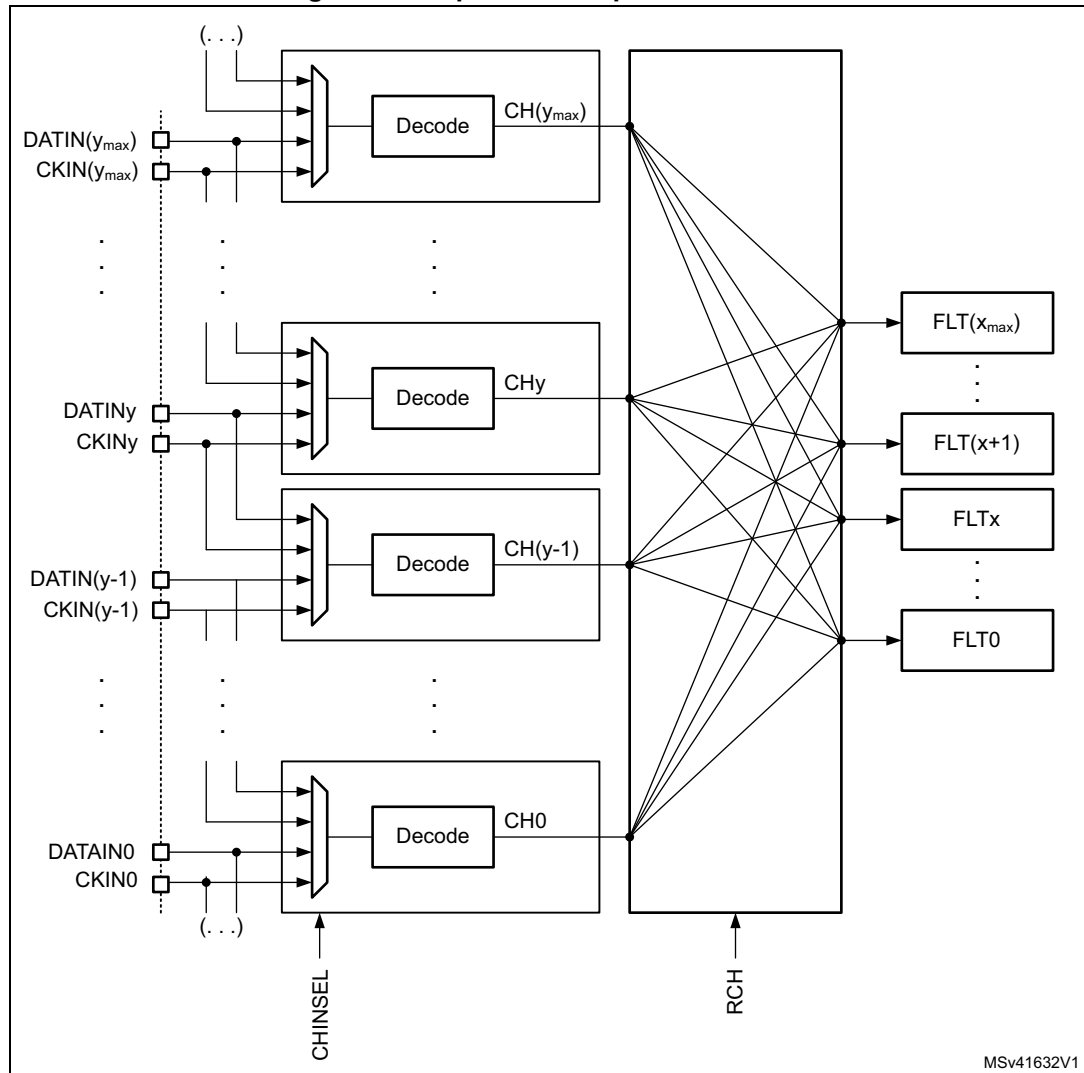 (. . .)
DATIN(ymax)
CKIN(ymax)
Decode
CH(ymax)
.
.
.
.
.
.
.
.
.
DATINy
CKINy
Decode
CHy
DATIN(y-1)
CKIN(y-1)
Decode
CH(y-1)
.
.
.
.
.
.
.
.
.
DATAIN0
CKIN0
Decode
CH0
(. . .)
FLT(xmax)
.
.
.
FLT(x+1)
FLTx
.
.
.
FLT0
CHINSEL
RCH
MSv41632V1